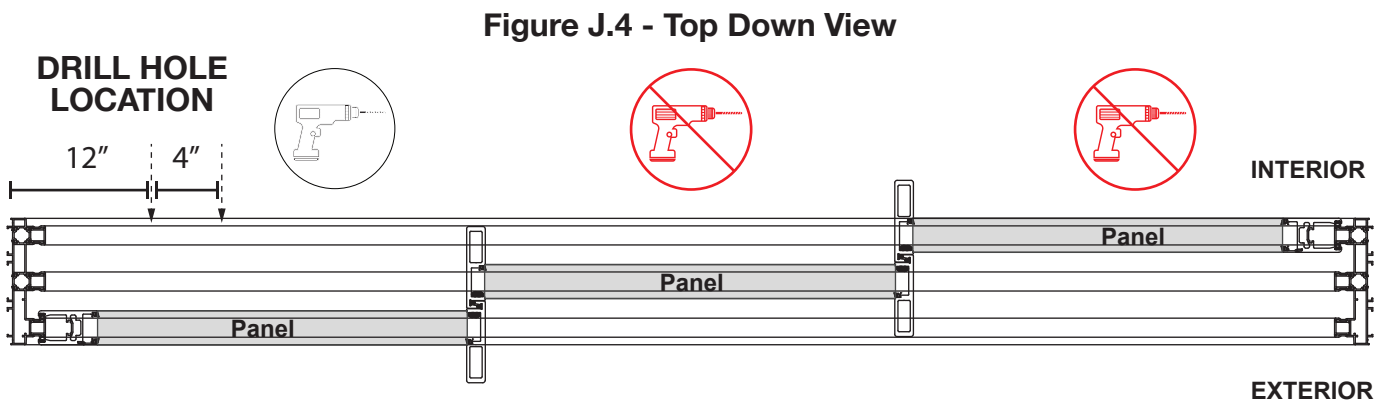 Figure J.4 - Top Down View
DRILL HOLE
LOCATION
12”
4”
INTERIOR
Panel
Panel
Panel
EXTERIOR